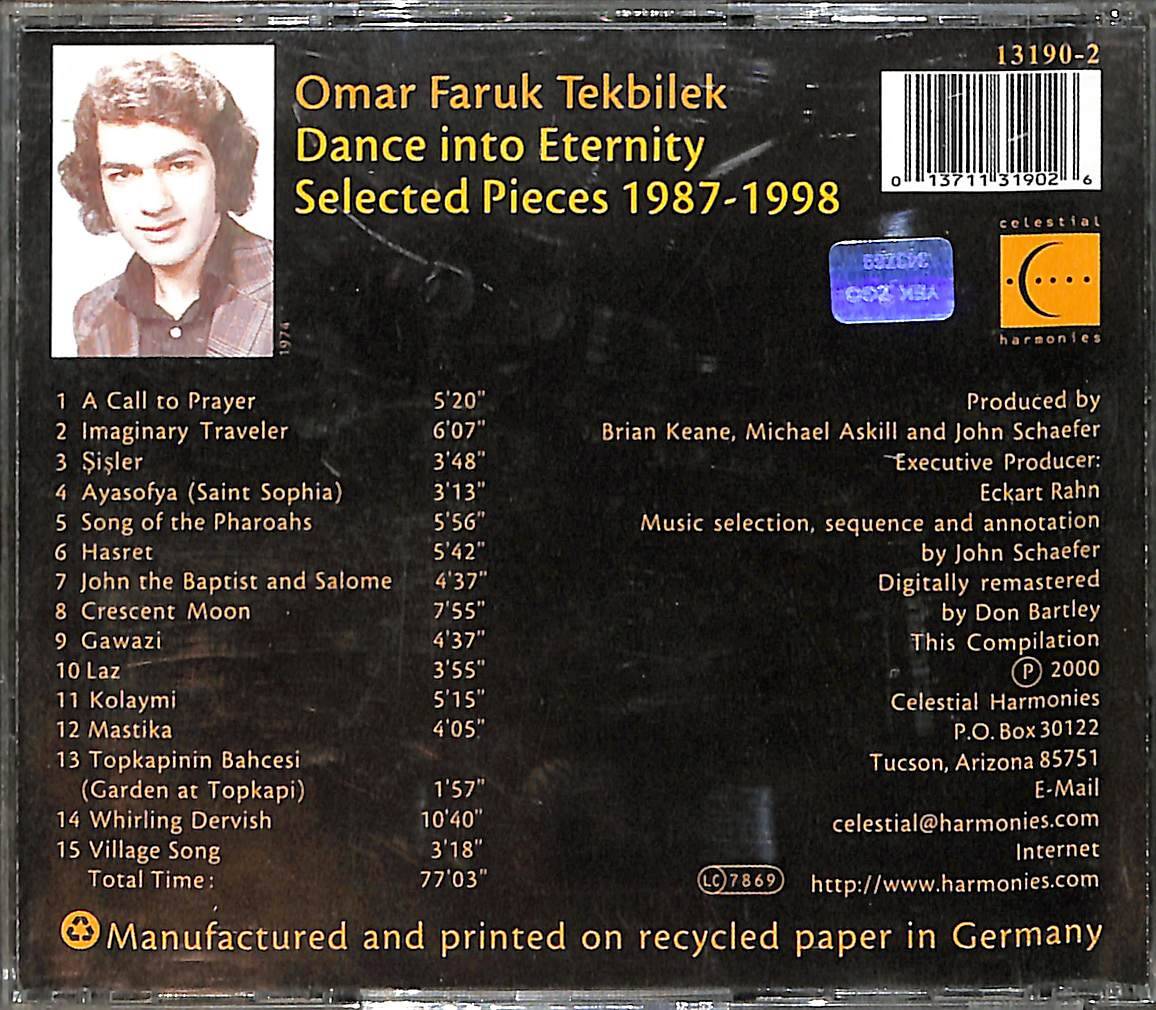 13190-2
Omar Faruk Tekbilek
Dance into Eternity
Selected Pieces 1987-1998
0 13711 31902 6
celestial
harmonies
1974
1 A Call to Prayer 5'20"
2 Imaginary Traveler 6'07"
3 Şişler 3'48"
4 Ayasofya (Saint Sophia) 3'13"
5 Song of the Pharoahs 5'56"
6 Hasret 5'42"
7 John the Baptist and Salome 4'37"
8 Crescent Moon 7'55"
9 Gawazi 4'37"
10 Laz 3'55"
11 Kolaymi 5'15"
12 Mastika 4'05"
13 Topkapinin Bahcesi
(Garden at Topkapi) 1'57"
14 Whirling Dervish 10'40"
15 Village Song 3'18"
Total Time: 77'03"
Produced by
Brian Keane, Michael Askill and John Schaefer
Executive Producer:
Eckart Rahn
Music selection, sequence and annotation
by John Schaefer
Digitally remastered
by Don Bartley
This Compilation
Ⓟ 2000
Celestial Harmonies
P.O. Box 30122
Tucson, Arizona 85751
E-Mail
celestial@harmonies.com
Internet
LC 7869 http://www.harmonies.com
Manufactured and printed on recycled paper in Germany